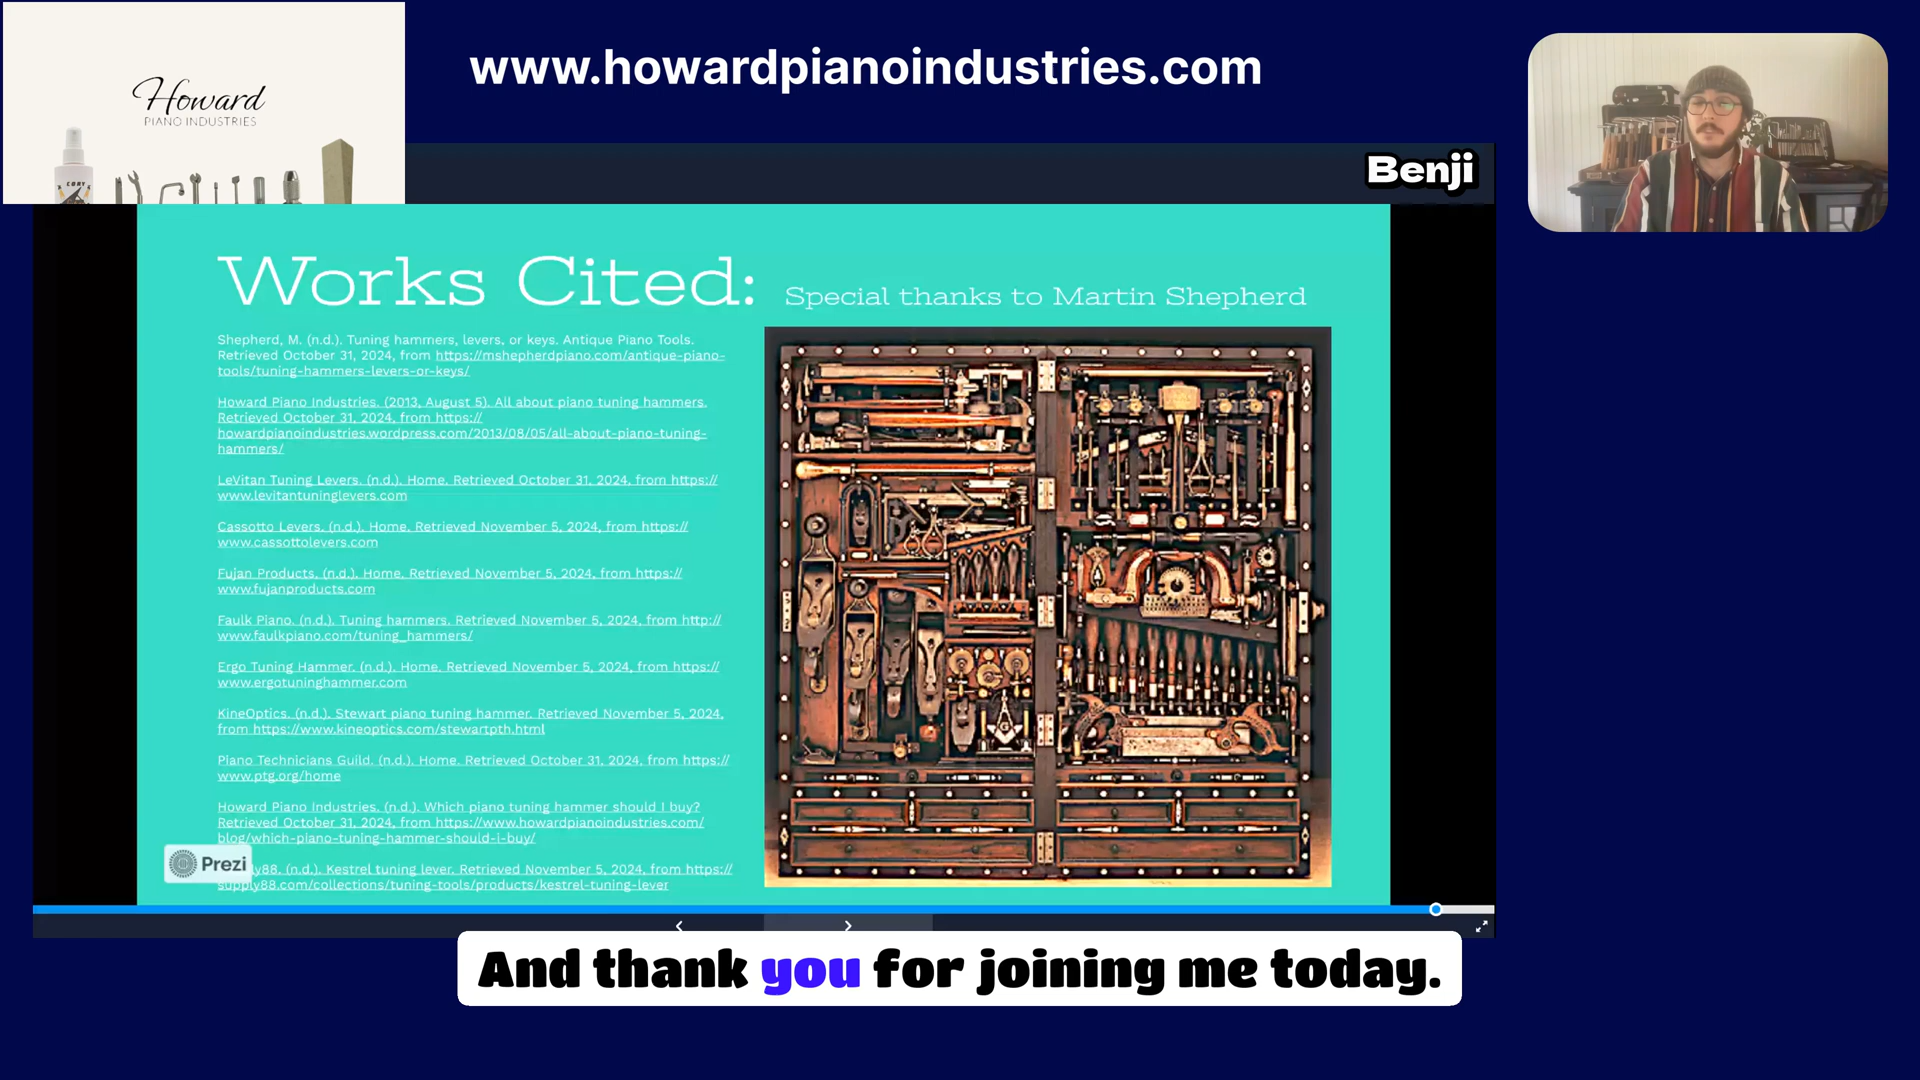 www.howardpianoindustries.com
Howard
PIANO INDUSTRIES
CORY
Benji
Works Cited:
Special thanks to Martin Shepherd
Shepherd, M. (n.d.). Tuning hammers, levers, or keys. Antique Piano Tools.
Retrieved October 31, 2024, from https://mshepherdpiano.com/antique-piano-
tools/tuning-hammers-levers-or-keys/
Howard Piano Industries. (2013, August 5). All about piano tuning hammers.
Retrieved October 31, 2024, from https://
howardpianoindustries.wordpress.com/2013/08/05/all-about-piano-tuning-
hammers/
LeVitan Tuning Levers. (n.d.). Home. Retrieved October 31, 2024, from https://
www.levitantuninglevers.com
Cassotto Levers. (n.d.). Home. Retrieved November 5, 2024, from https://
www.cassottolevers.com
Fujan Products. (n.d.). Home. Retrieved November 5, 2024, from https://
www.fujanproducts.com
Faulk Piano. (n.d.). Tuning hammers. Retrieved November 5, 2024, from http://
www.faulkpiano.com/tuning_hammers/
Ergo Tuning Hammer. (n.d.). Home. Retrieved November 5, 2024, from https://
www.ergotuninghammer.com
KineOptics. (n.d.). Stewart piano tuning hammer. Retrieved November 5, 2024,
from https://www.kineoptics.com/stewartpth.html
Piano Technicians Guild. (n.d.). Home. Retrieved October 31, 2024, from https://
www.ptg.org/home
Howard Piano Industries. (n.d.). Which piano tuning hammer should I buy?
Retrieved October 31, 2024, from https://www.howardpianoindustries.com/
blog/which-piano-tuning-hammer-should-i-buy/
ly88. (n.d.). Kestrel tuning lever. Retrieved November 5, 2024, from https://
supply88.com/collections/tuning-tools/products/kestrel-tuning-lever
Prezi
And thank you for joining me today.